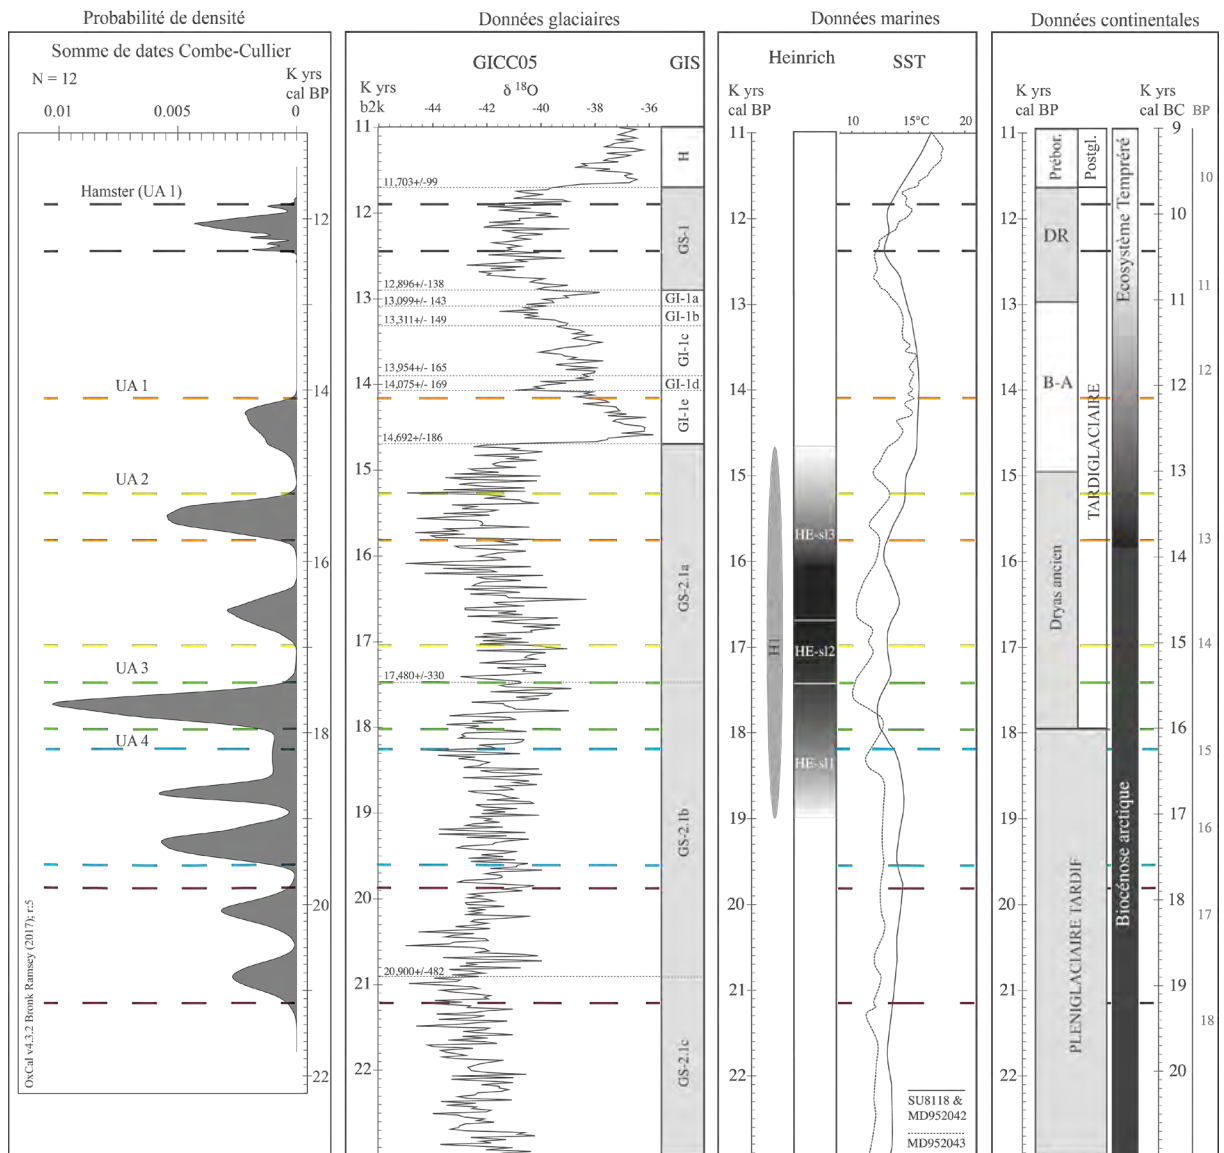 Probabilité de densité
Somme de dates Combe-Cullier
N = 12
K yrs
cal BP
0.01 0.005 0
Hamster (UA 1)
12
UA 1
14
UA 2
16
UA 3
18
UA 4
20
22
OxCal v4.3.2 Bronk Ramsey (2017); r:5
Données glaciaires
GICC05 GIS
K yrs
b2k
δ 18O
-44 -42 -40 -38 -36
11
12
13
14
15
16
17
18
19
20
21
22
11,703+/-99
12,896+/-138
13,099+/- 143
13,311+/- 149
13,954+/- 165
14,075+/- 169
14,692+/-186
17,480+/-330
20,900+/-482
H
GS-1
GI-1a
GI-1b
GI-1c
GI-1d
GI-1e
GS-2.1a
GS-2.1b
GS-2.1c
Données marines
Heinrich SST
K yrs
cal BP
10 15°C 20
11
12
13
14
15
16
17
18
19
20
21
22
H1
HE-sl3
HE-sl2
HE-sl1
SU8118 &
MD952042
MD952043
Données continentales
K yrs
cal BP
K yrs
cal BC BP
11
12
13
14
15
16
17
18
19
20
21
22
Prébor.
DR
B-A
Dryas ancien
PLENIGLACIAIRE TARDIF
Postgl.
TARDIGLACIAIRE
Ecosystème Tempréré
Biocénose arctique
9
10
11
12
13
14
15
16
17
18
19
20
10
11
12
13
14
15
16
17
18